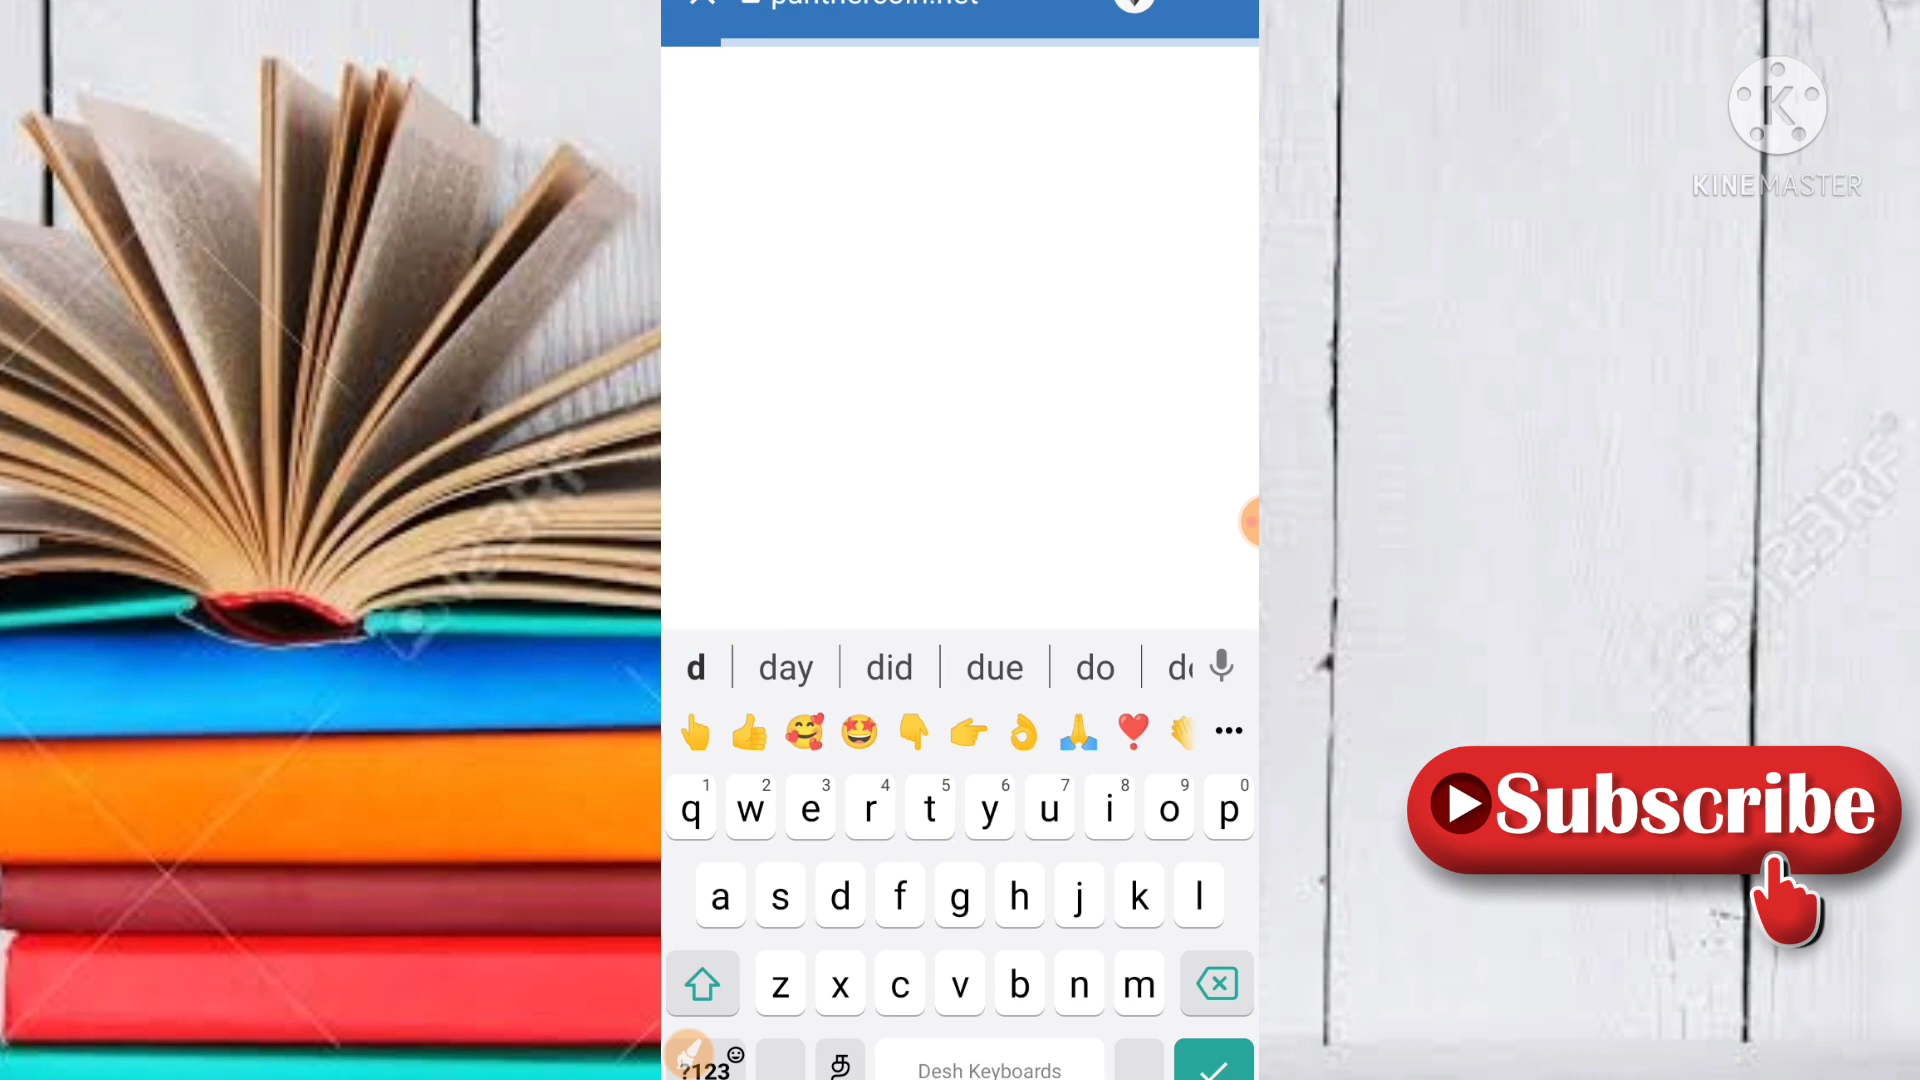 KINEMASTER
d day did due do
1 2 3 4 5 6 7 8 9 0
q w e r t y u i o p
a s d f g h j k l
z x c v b n m
?123 த Desh Keyboards
Subscribe
123RF